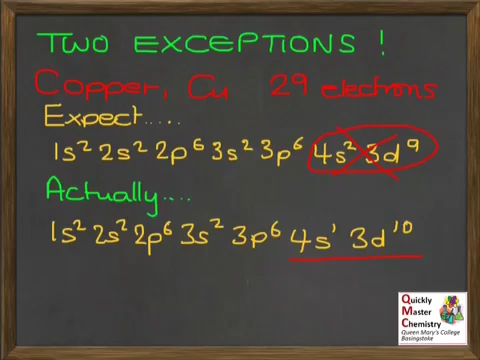 TWO EXCEPTIONS !
Copper, Cu 29 electrons
Expect.....
1s² 2s² 2p⁶ 3s² 3p⁶ 4s² 3d⁹
Actually.....
1s² 2s² 2p⁶ 3s² 3p⁶ 4s¹ 3d¹⁰
Quickly
Master
Chemistry
Queen Mary's College
Basingstoke